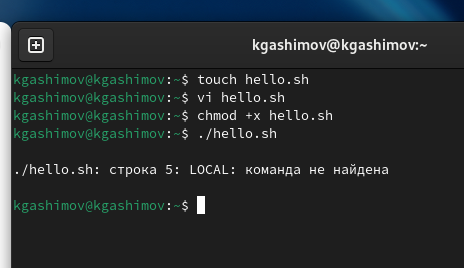 kgashimov@kgashimov:~
kgashimov@kgashimov:~$ touch hello.sh
kgashimov@kgashimov:~$ vi hello.sh
kgashimov@kgashimov:~$ chmod +x hello.sh
kgashimov@kgashimov:~$ ./hello.sh
./hello.sh: строка 5: LOCAL: команда не найдена
kgashimov@kgashimov:~$